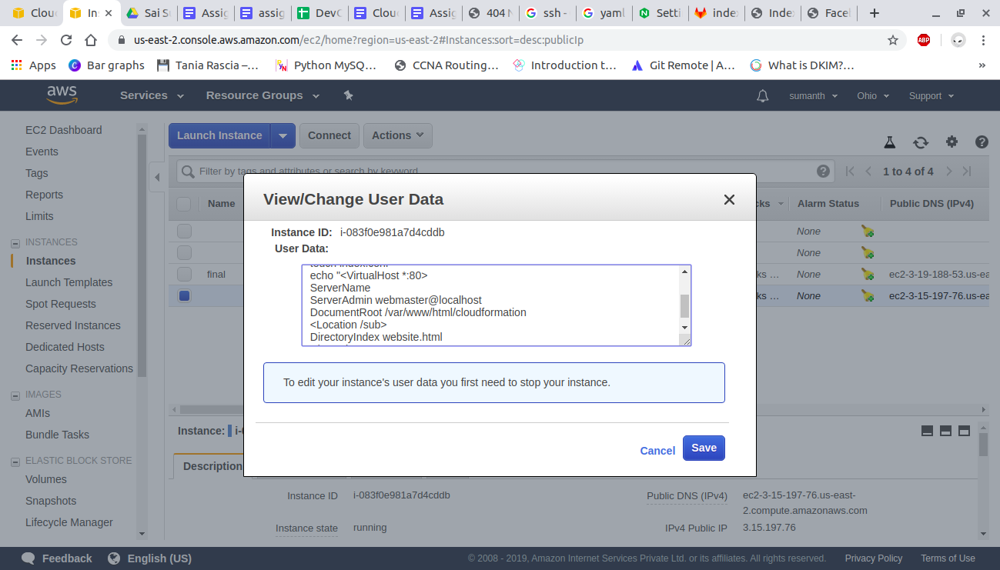 Clou
Ins
Sai S
Assig
assig
DevO
Clou
Assig
404 N
ssh -
yaml
Setti
index
Index
Facel
us-east-2.console.aws.amazon.com/ec2/home?region=us-east-2#Instances:sort=desc:publicIp
ABP
Apps
Bar graphs
Tania Rascia –…
Python MySQ…
CCNA Routing…
Introduction t…
Git Remote | A…
What is DKIM?…
»
aws
Services
Resource Groups
sumanth
Ohio
Support
EC2 Dashboard
Events
Tags
Reports
Limits
INSTANCES
Instances
Launch Templates
Spot Requests
Reserved Instances
Dedicated Hosts
Capacity Reservations
IMAGES
AMIs
Bundle Tasks
ELASTIC BLOCK STORE
Volumes
Snapshots
Lifecycle Manager
Launch Instance
Connect
Actions
Filter by tags and attributes or search by keyword
1 to 4 of 4
Name
cks
Alarm Status
Public DNS (IPv4)
None
None
final
ks …
None
ec2-3-19-188-53.us-ea
ks …
None
ec2-3-15-197-76.us-ea
View/Change User Data
Instance ID: i-083f0e981a7d4cddb
User Data:
echo "<VirtualHost *:80>
ServerName
ServerAdmin webmaster@localhost
DocumentRoot /var/www/html/cloudformation
<Location /sub>
DirectoryIndex website.html
To edit your instance's user data you first need to stop your instance.
Cancel
Save
Instance:
Description
Instance ID
i-083f0e981a7d4cddb
Public DNS (IPv4)
ec2-3-15-197-76.us-east-
2.compute.amazonaws.com
Instance state
running
IPv4 Public IP
3.15.197.76
Feedback
English (US)
© 2008 - 2019, Amazon Internet Services Private Ltd. or its affiliates. All rights reserved.
Privacy Policy
Terms of Use